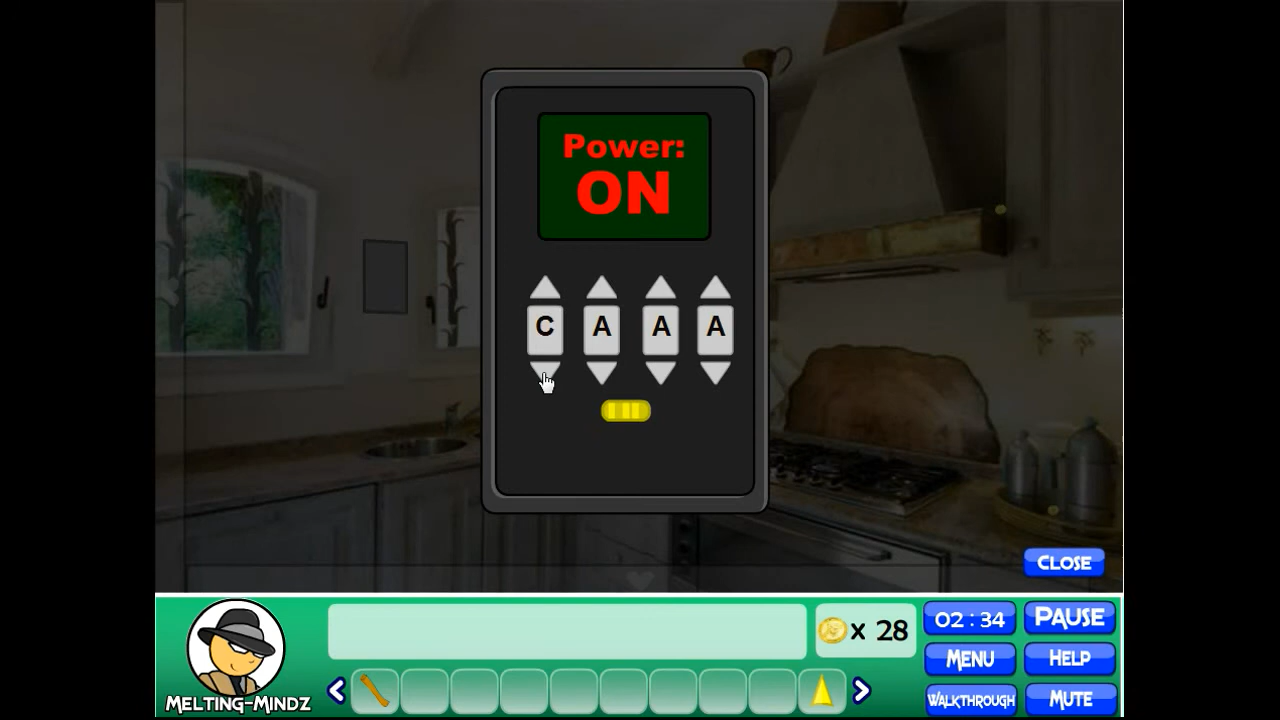 Power:
ON
C A A A
CLOSE
x 28
02 : 34
PAUSE
MENU
HELP
WALKTHROUGH
MUTE
MELTING-MINDZ